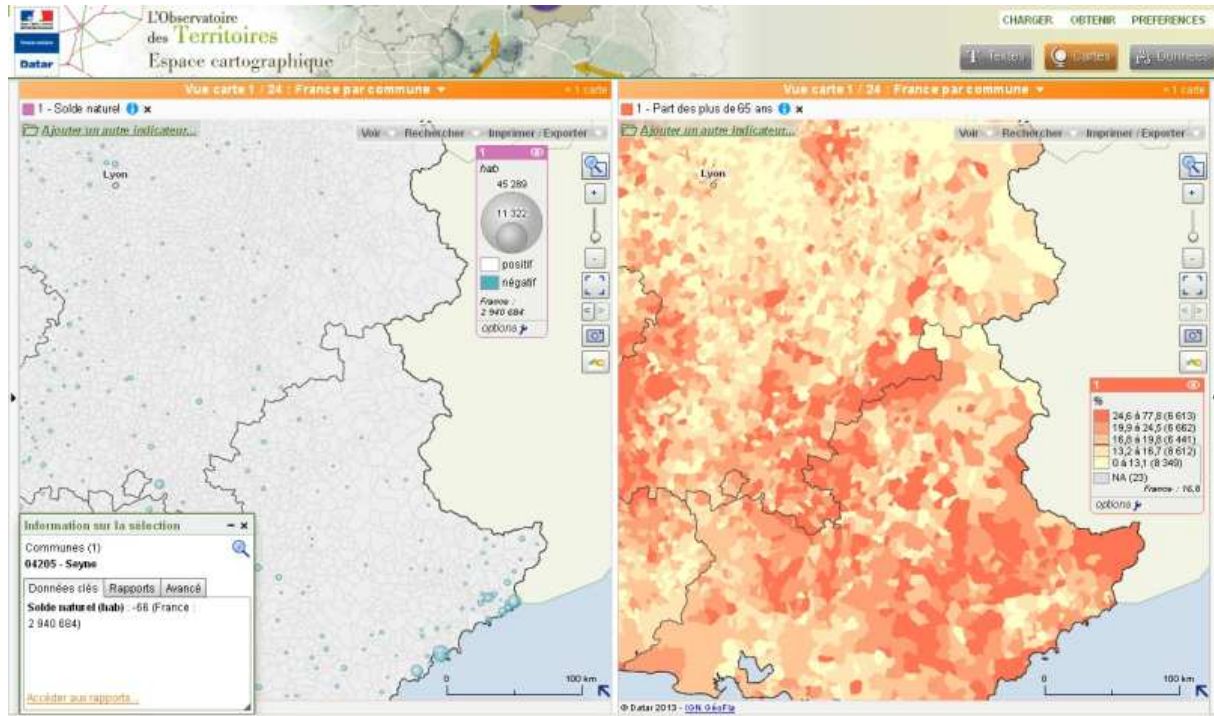 L'Observatoire
des Territoires
Espace cartographique
Datar
CHARGER OBTENIR PREFERENCES
Textes Cartes Données
Vue carte 1 / 24 : France par commune
« 1 carte
1 - Solde naturel
Ajouter un autre indicateur...
Voir Rechercher Imprimer / Exporter
Lyon
1
hab
45 289
11 322
positif
négatif
France :
2 940 684
options
Information sur la sélection
Communes (1)
04205 - Seyne
Données clés Rapports Avancé
Solde naturel (hab) : -66 (France :
2 940 684)
Accéder aux rapports...
0 100 km
Vue carte 1 / 24 : France par commune
« 1 carte
1 - Part des plus de 65 ans
Ajouter un autre indicateur...
Voir Rechercher Imprimer / Exporter
Lyon
1
%
24,6 à 77,8 (6 613)
19,9 à 24,5 (6 662)
16,8 à 19,8 (6 441)
13,2 à 16,7 (8 612)
0 à 13,1 (8 349)
NA (23)
France : 16,8
options
0 100 km
© Datar 2013 - IGN GéoFla